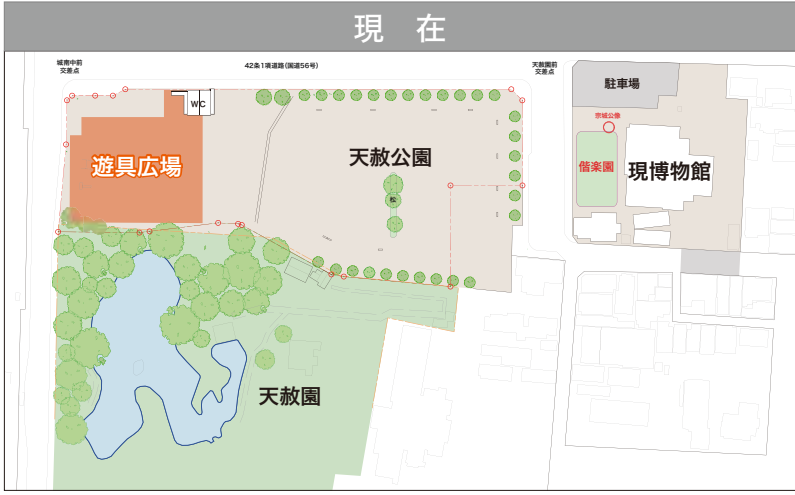 現 在
城南中前
交差点
42条1項道路(国道56号)
天赦園前
交差点
駐車場
WC
宗城公像
遊具広場
天赦公園
偕楽園
現博物館
松
天赦園